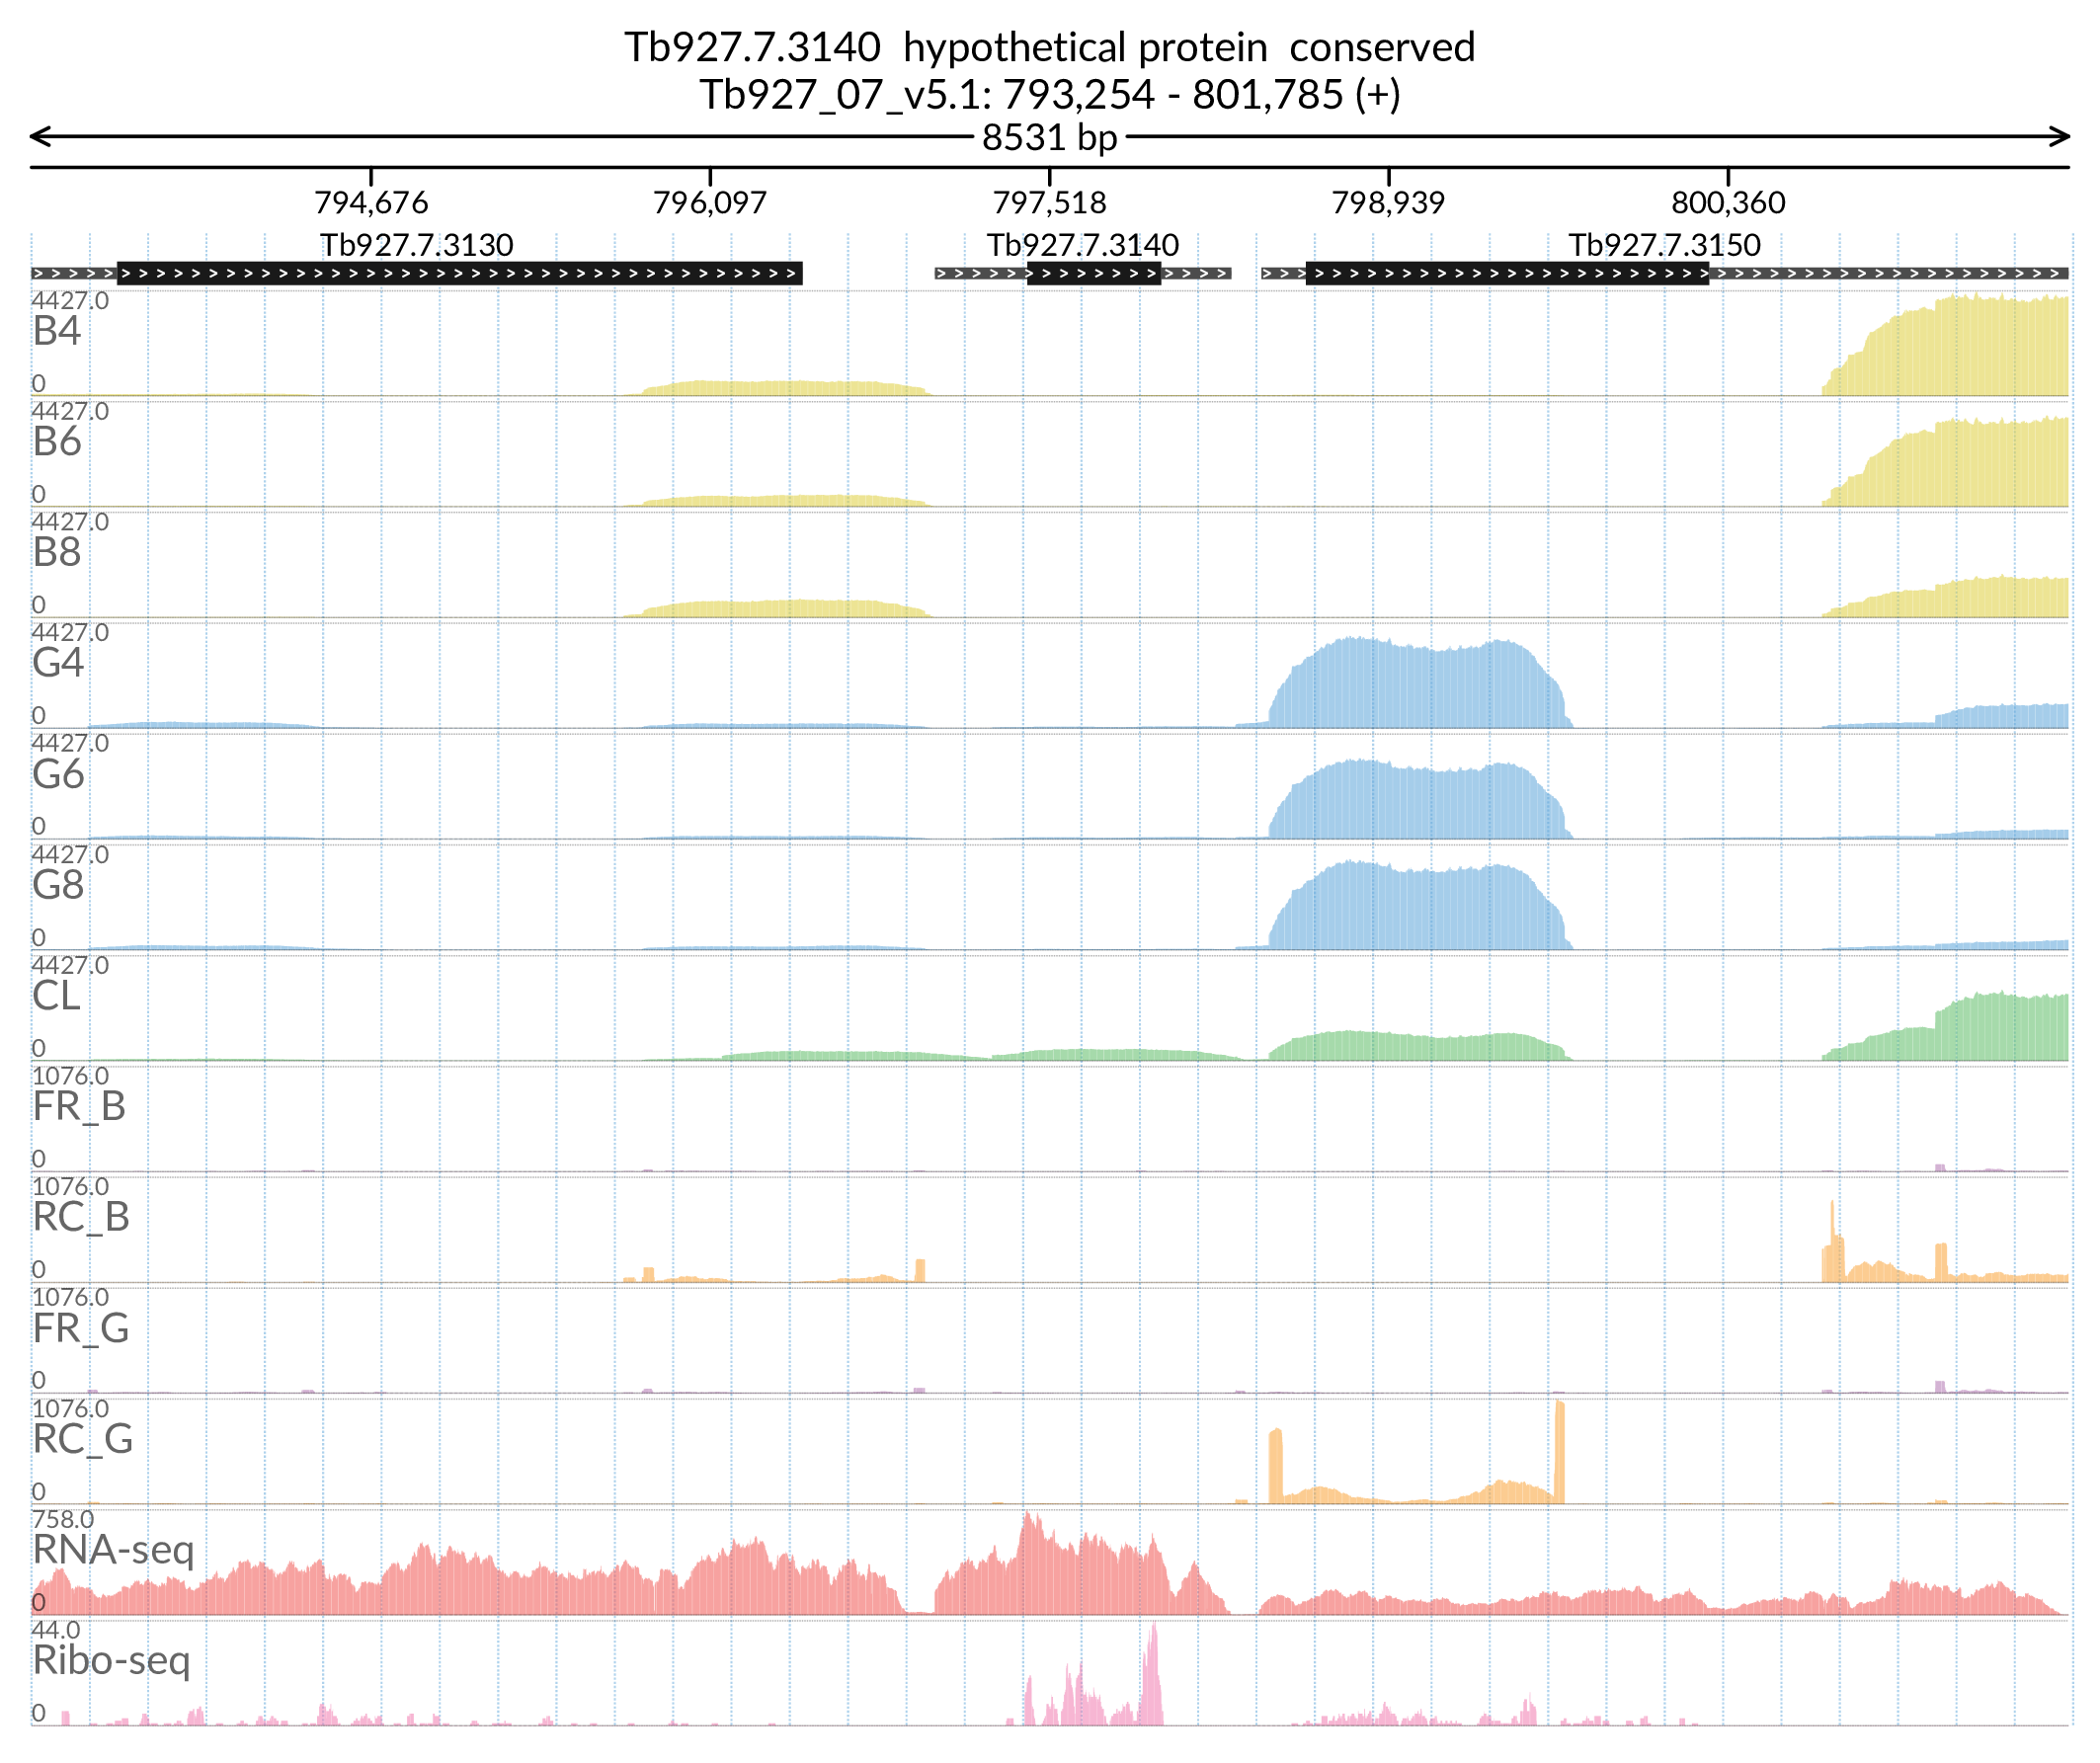 Tb927.7.3140  hypothetical protein  conserved
Tb927_07_v5.1: 793,254 - 801,785 (+)
8531 bp
794,676 796,097 797,518 798,939 800,360
Tb927.7.3130 Tb927.7.3140 Tb927.7.3150
4427.0
B4
0
4427.0
B6
0
4427.0
B8
0
4427.0
G4
0
4427.0
G6
0
4427.0
G8
0
4427.0
CL
0
1076.0
FR_B
0
1076.0
RC_B
0
1076.0
FR_G
0
1076.0
RC_G
0
758.0
RNA-seq
0
44.0
Ribo-seq
0